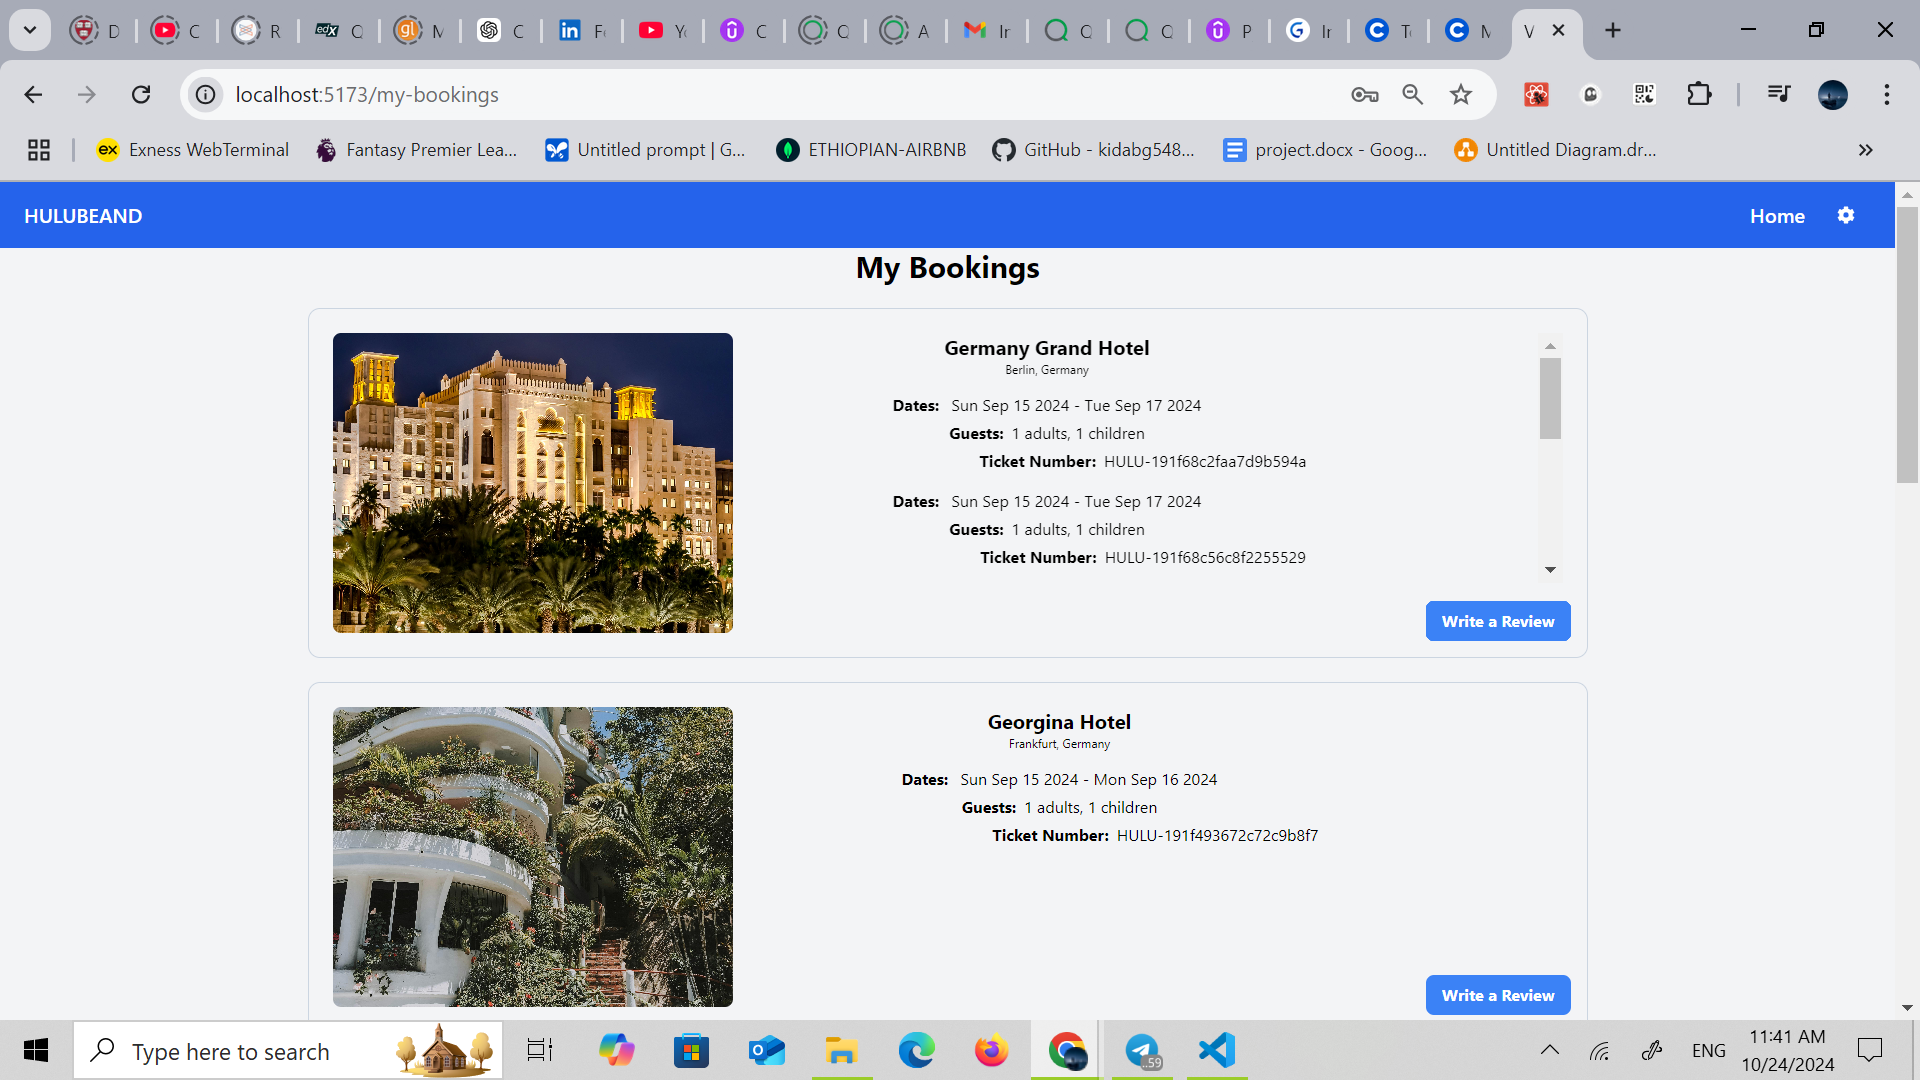 D
C
R
edX
C
gl
M
C
in
F
Y
C
C
A
Ir
C
C
P
Ir
T
M
V
localhost:5173/my-bookings
ex Exness WebTerminal
Fantasy Premier Lea...
Untitled prompt | G...
ETHIOPIAN-AIRBNB
GitHub - kidabg548...
project.docx - Goog...
Untitled Diagram.dr...
HULUBEAND
Home
My Bookings
Germany Grand Hotel
Berlin, Germany
Dates: Sun Sep 15 2024 - Tue Sep 17 2024
Guests: 1 adults, 1 children
Ticket Number: HULU-191f68c2faa7d9b594a
Dates: Sun Sep 15 2024 - Tue Sep 17 2024
Guests: 1 adults, 1 children
Ticket Number: HULU-191f68c56c8f2255529
Write a Review
Georgina Hotel
Frankfurt, Germany
Dates: Sun Sep 15 2024 - Mon Sep 16 2024
Guests: 1 adults, 1 children
Ticket Number: HULU-191f493672c72c9b8f7
Write a Review
Type here to search
..59
ENG
11:41 AM
10/24/2024